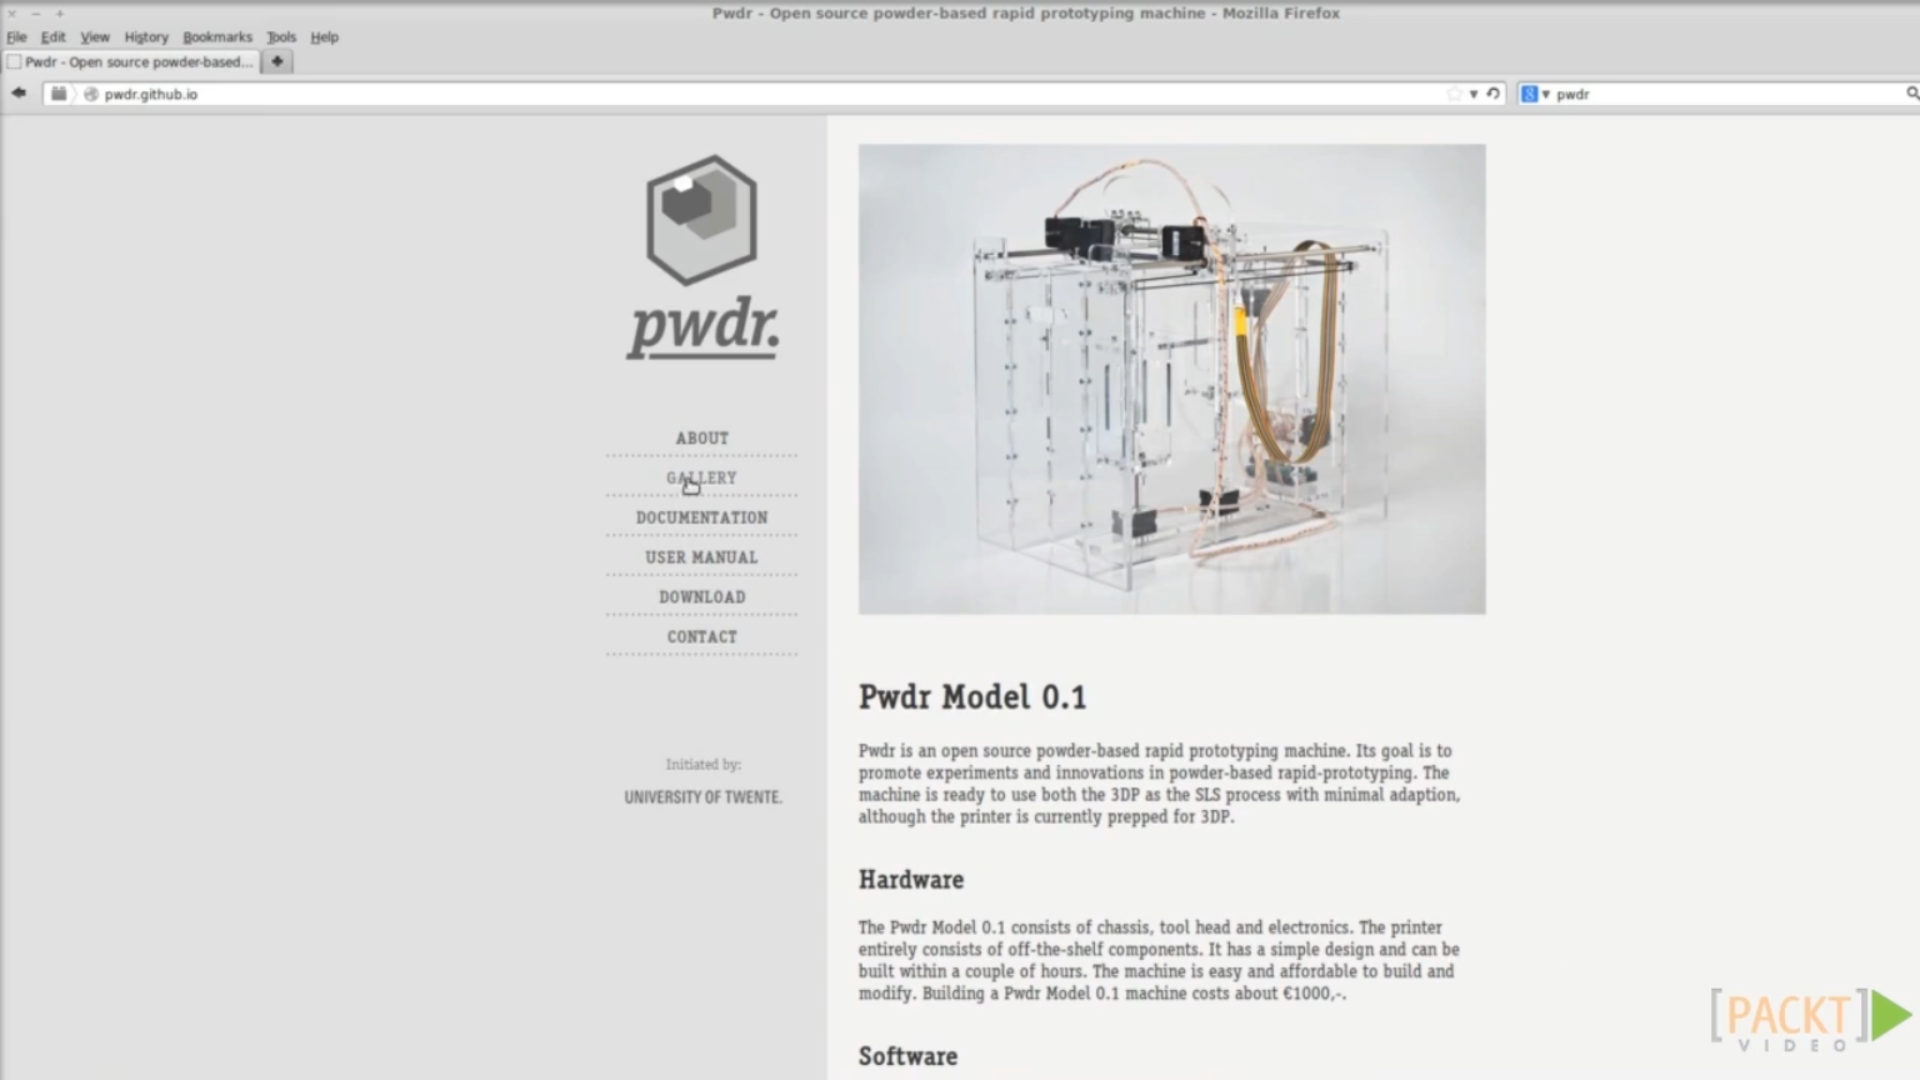 Pwdr - Open source powder-based rapid prototyping machine - Mozilla Firefox
File Edit View History Bookmarks Tools Help
Pwdr - Open source powder-based...
pwdr.github.io
8 pwdr
pwdr.
ABOUT
GALLERY
DOCUMENTATION
USER MANUAL
DOWNLOAD
CONTACT
Initiated by:
UNIVERSITY OF TWENTE.
Pwdr Model 0.1
Pwdr is an open source powder-based rapid prototyping machine. Its goal is to
promote experiments and innovations in powder-based rapid-prototyping. The
machine is ready to use both the 3DP as the SLS process with minimal adaption,
although the printer is currently prepped for 3DP.
Hardware
The Pwdr Model 0.1 consists of chassis, tool head and electronics. The printer
entirely consists of off-the-shelf components. It has a simple design and can be
built within a couple of hours. The machine is easy and affordable to build and
modify. Building a Pwdr Model 0.1 machine costs about €1000,-.
Software
[PACKT]
VIDEO